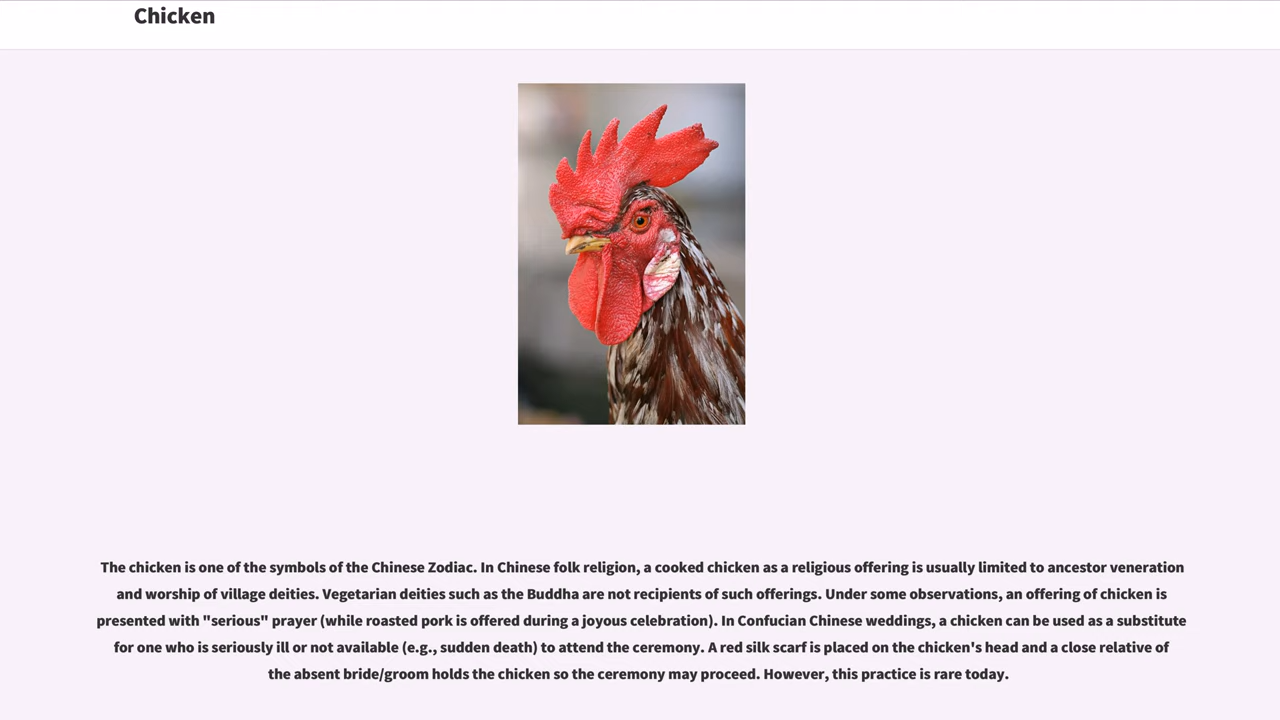 Chicken
The chicken is one of the symbols of the Chinese Zodiac. In Chinese folk religion, a cooked chicken as a religious offering is usually limited to ancestor veneration
and worship of village deities. Vegetarian deities such as the Buddha are not recipients of such offerings. Under some observations, an offering of chicken is
presented with "serious" prayer (while roasted pork is offered during a joyous celebration). In Confucian Chinese weddings, a chicken can be used as a substitute
for one who is seriously ill or not available (e.g., sudden death) to attend the ceremony. A red silk scarf is placed on the chicken's head and a close relative of
the absent bride/groom holds the chicken so the ceremony may proceed. However, this practice is rare today.